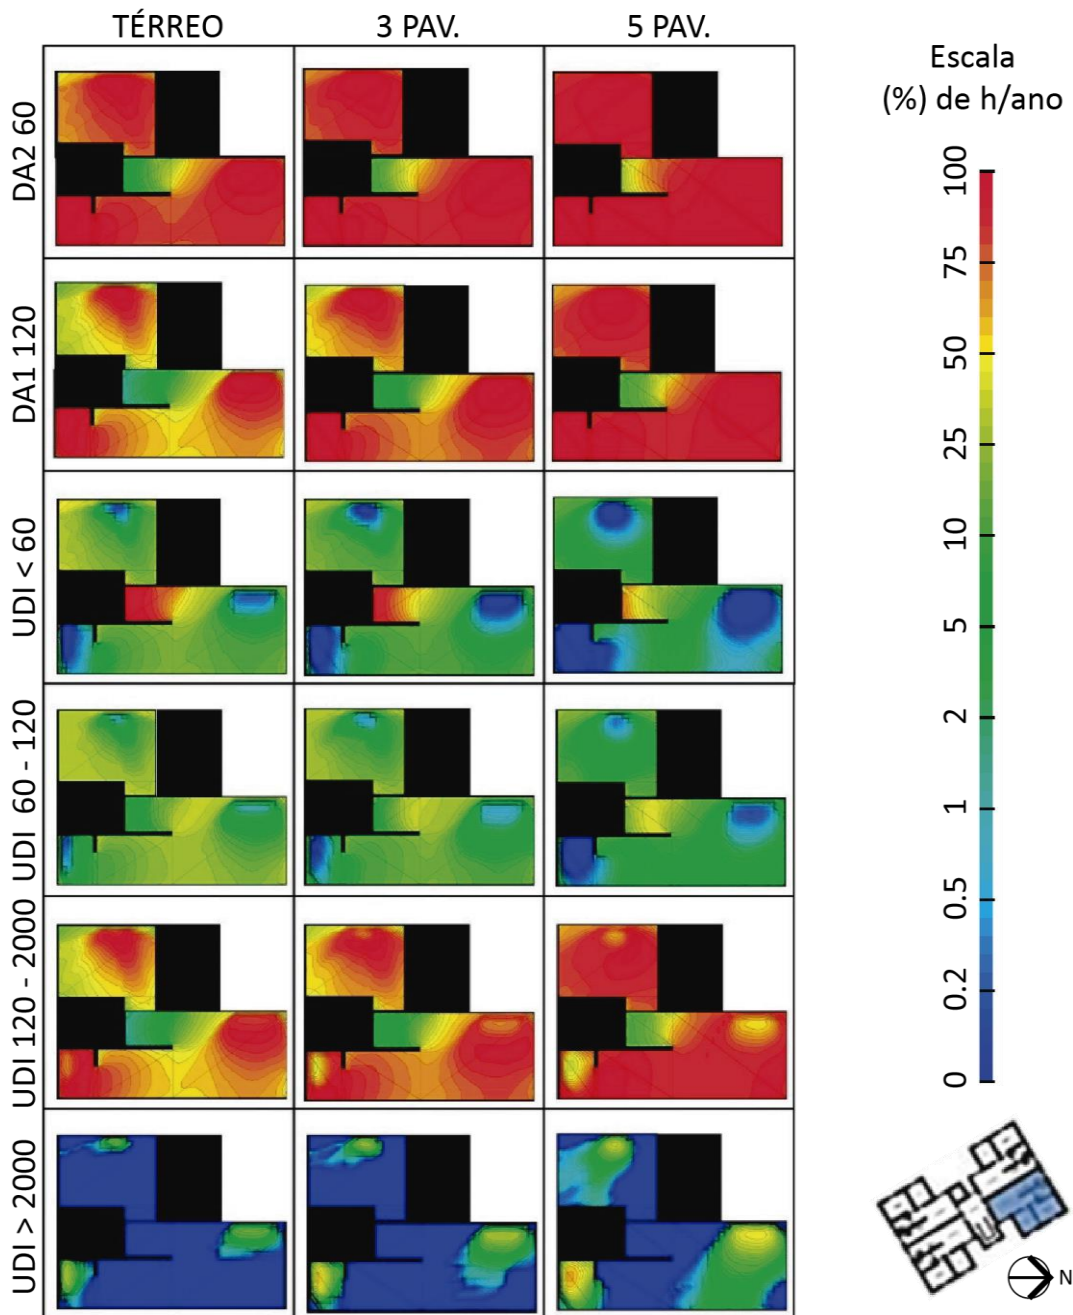 TÉRREO
3 PAV.
5 PAV.
Escala
(%) de h/ano
DA2 60
DA1 120
UDI < 60
UDI 60 - 120
UDI 120 - 2000
UDI > 2000
100
75
50
25
10
5
2
1
0.5
0.2
0
N